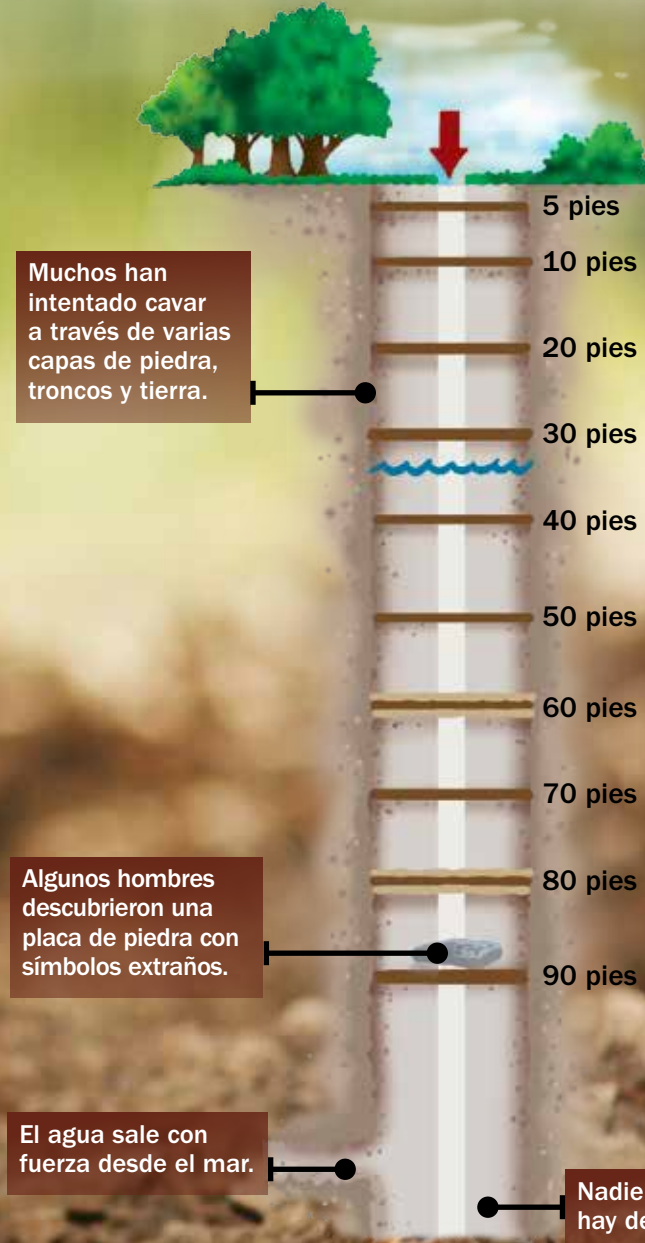 5 pies
10 pies
Muchos han
intentado cavar
a través de varias
capas de piedra,
troncos y tierra.
20 pies
30 pies
40 pies
50 pies
60 pies
70 pies
80 pies
Algunos hombres
descubrieron una
placa de piedra con
símbolos extraños.
90 pies
El agua sale con
fuerza desde el mar.
Nadie
hay